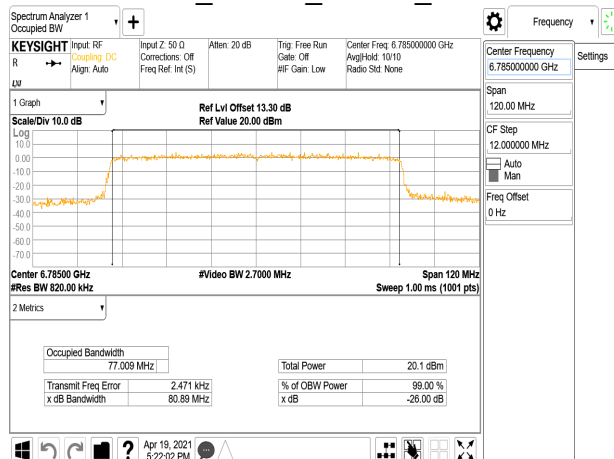 Spectrum Analyzer 1
Occupied BW
Frequency
KEYSIGHT
R
Input: RF
Coupling: DC
Align: Auto
Input Z: 50 Ω
Corrections: Off
Freq Ref: Int (S)
Atten: 20 dB
Trig: Free Run
Gate: Off
#IF Gain: Low
Center Freq: 6.785000000 GHz
Avg|Hold: 10/10
Radio Std: None
1 Graph
Scale/Div 10.0 dB
Ref Lvl Offset 13.30 dB
Ref Value 20.00 dBm
Log
10.0
0.00
-10.0
-20.0
-30.0
-40.0
-50.0
-60.0
-70.0
Center 6.78500 GHz
#Res BW 820.00 kHz
#Video BW 2.7000 MHz
Span 120 MHz
Sweep 1.00 ms (1001 pts)
2 Metrics
Occupied Bandwidth
77.009 MHz
Transmit Freq Error 2.471 kHz
x dB Bandwidth 80.89 MHz
Total Power 20.1 dBm
% of OBW Power 99.00 %
x dB -26.00 dB
Apr 19, 2021
5:22:02 PM
Center Frequency
6.785000000 GHz
Settings
Span
120.00 MHz
CF Step
12.000000 MHz
Auto
Man
Freq Offset
0 Hz